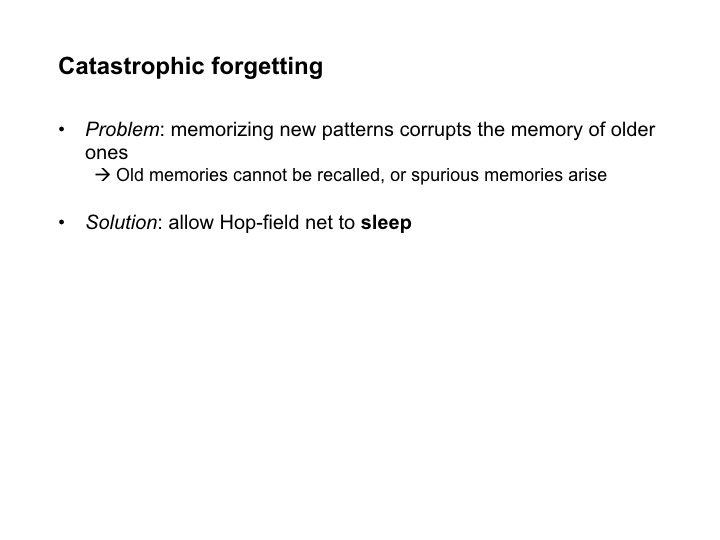 Catastrophic forgetting
• Problem: memorizing new patterns corrupts the memory of older
ones
→ Old memories cannot be recalled, or spurious memories arise
• Solution: allow Hop-field net to sleep